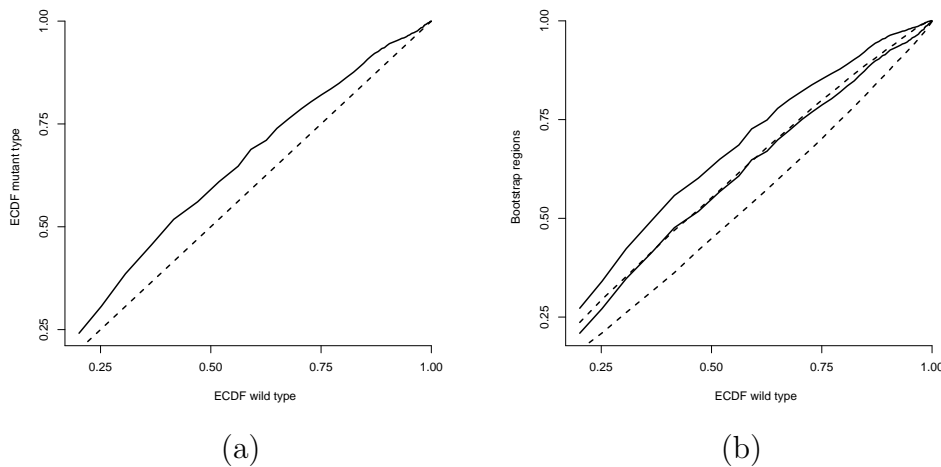 1.00
0.75
0.50
0.25
ECDF mutant type
0.25 0.50 0.75 1.00
ECDF wild type
(a)
1.00
0.75
0.50
0.25
Bootstrap regions
0.25 0.50 0.75 1.00
ECDF wild type
(b)